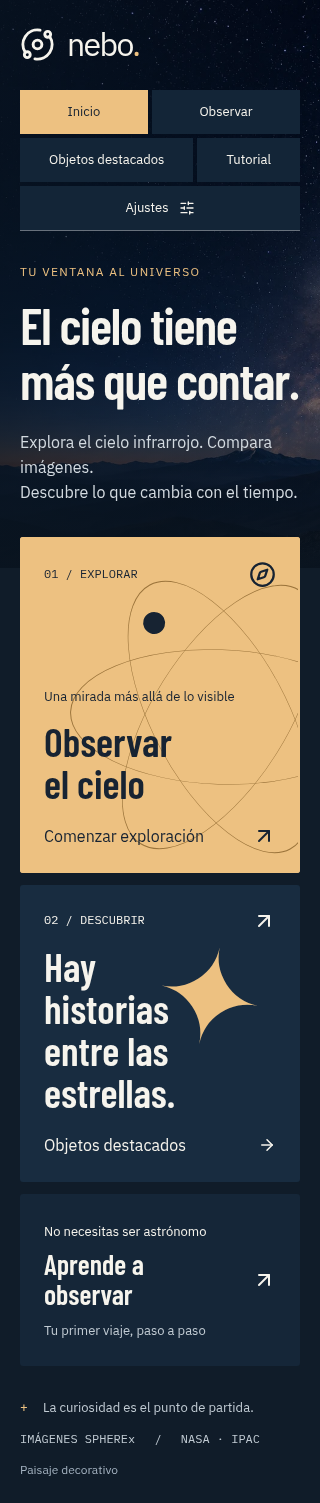 nebo.
Inicio
Observar
Objetos destacados
Tutorial
Ajustes
TU VENTANA AL UNIVERSO
El cielo tiene
más que contar.
Explora el cielo infrarrojo. Compara
imágenes.
Descubre lo que cambia con el tiempo.
01 / EXPLORAR
Una mirada más allá de lo visible
Observar
el cielo
Comenzar exploración
02 / DESCUBRIR
Hay
historias
entre las
estrellas.
Objetos destacados
No necesitas ser astrónomo
Aprende a
observar
Tu primer viaje, paso a paso
+ La curiosidad es el punto de partida.
IMÁGENES SPHEREx / NASA · IPAC
Paisaje decorativo